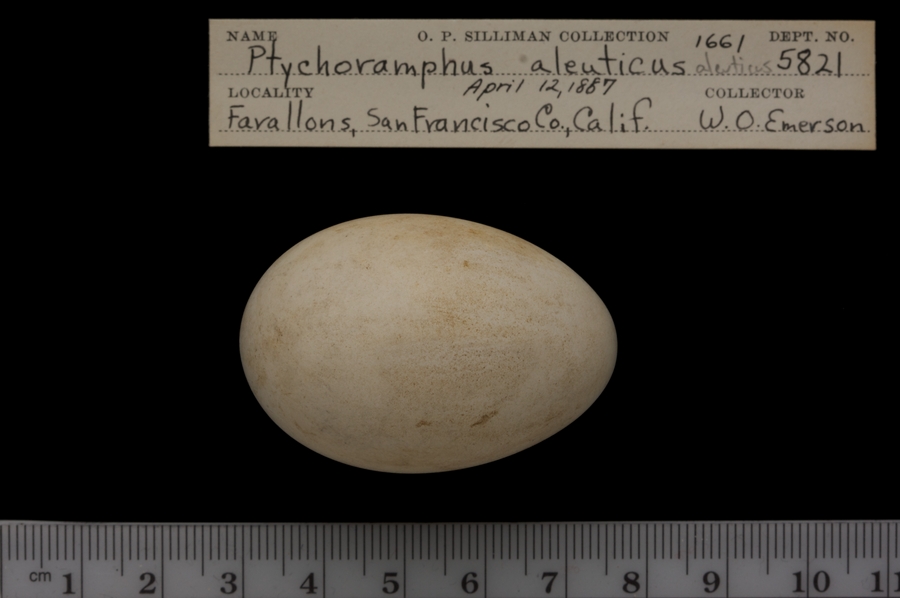 NAME O. P. SILLIMAN COLLECTION 1661 DEPT. NO.
Ptychoramphus aleuticus aleuticus 5821
LOCALITY April 12, 1887 COLLECTOR
Farallons, San Francisco Co., Calif. W. O. Emerson
cm 1 2 3 4 5 6 7 8 9 10 11